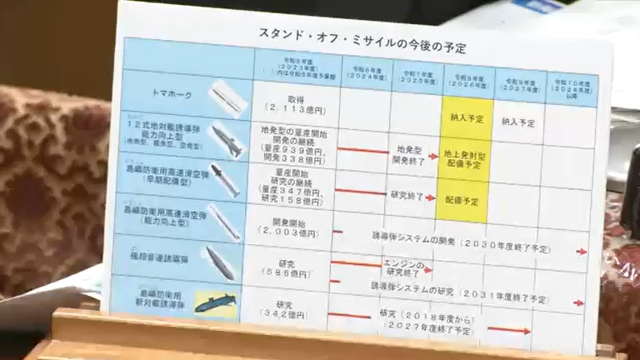 スタンド・オフ・ミサイルの今後の予定
令和5年度
(2023年度)
令和6年度
(2024年度)
令和7年度
(2025年度)
令和8年度
(2026年度)
令和9年度
(2027年度)
令和10年度
(2028年度)
以降
トマホーク
取得
(2,113億円)
納入予定
納入予定
12式地対艦誘導弾
能力向上型
(地発型、艦発型、空発型)
地発型の量産開始
開発の継続
(量産939億円、
開発338億円)
地発型
開発終了
地上発射型
配備予定
島嶼防衛用高速滑空弾
(早期配備型)
量産開始
研究の継続
(量産347億円、
研究158億円)
研究終了
配備予定
島嶼防衛用高速滑空弾
(能力向上型)
開発開始
(2,003億円)
誘導弾システムの開発(2030年度終了予定)
極超音速誘導弾
研究
(585億円)
エンジンの
研究終了
誘導弾システムの研究(2031年度終了予定)
島嶼防衛用
新対艦誘導弾
研究
(342億円)
研究(2018年度から)
2027年度終了予定)